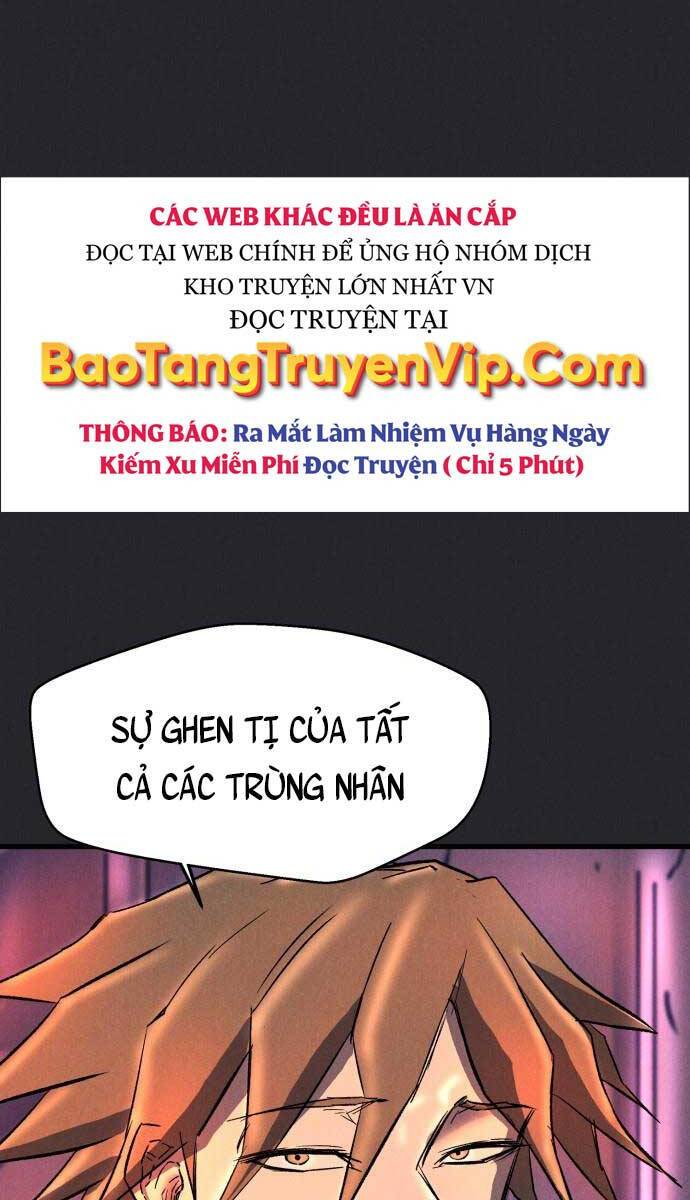 CÁC WEB KHÁC ĐỀU LÀ ĂN CẮP
ĐỌC TẠI WEB CHÍNH ĐỂ ỦNG HỘ NHÓM DỊCH
KHO TRUYỆN LỚN NHẤT VN
ĐỌC TRUYỆN TẠI
BaoTangTruyenVip.Com
THÔNG BÁO: Ra Mắt Làm Nhiệm Vụ Hàng Ngày
Kiếm Xu Miễn Phí Đọc Truyện ( Chỉ 5 Phút)
SỰ GHEN TỊ CỦA TẤT
CẢ CÁC TRÙNG NHÂN